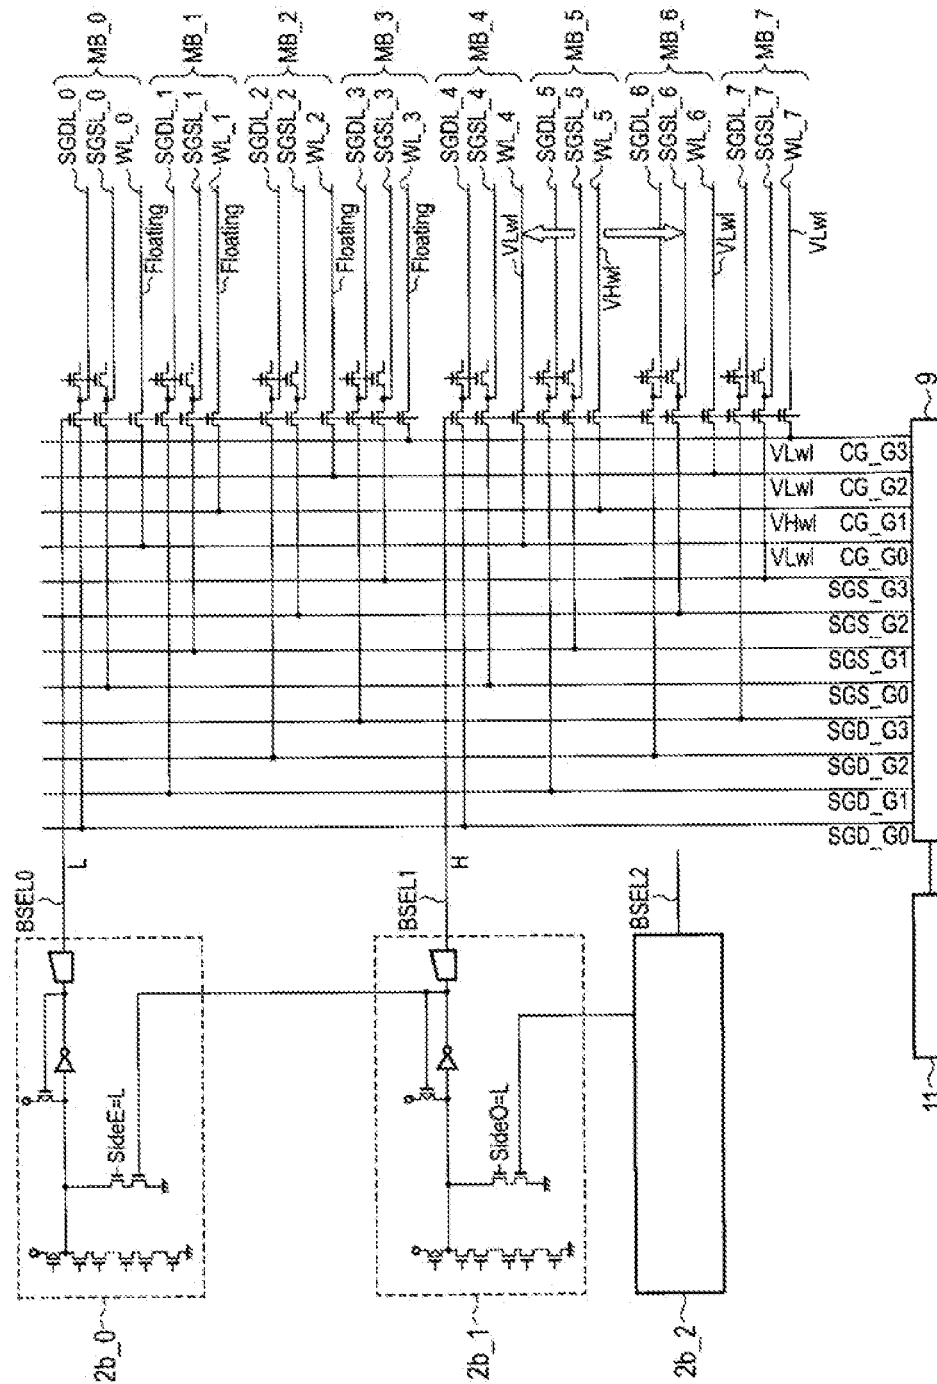 MB_0
MB_1
MB_2
MB_3
MB_4
MB_5
MB_6
MB_7
SGDL_0
SGSL_0
WL_0
SGDL_1
SGSL_1
WL_1
SGDL_2
SGSL_2
WL_2
SGDL_3
SGSL_3
WL_3
SGDL_4
SGSL_4
WL_4
SGDL_5
SGSL_5
WL_5
SGDL_6
SGSL_6
WL_6
SGDL_7
SGSL_7
WL_7
Floating
Floating
Floating
Floating
VLwl
VHwl
VLwl
VLwl
9
VLwl CG_G3
VLwl CG_G2
VHwl CG_G1
VLwl CG_G0
SGS_G3
SGS_G2
SGS_G1
SGS_G0
SGD_G3
SGD_G2
SGD_G1
SGD_G0
L
H
BSEL0
BSEL1
BSEL2
SideE=L
SideO=L
11
2b_0
2b_1
2b_2